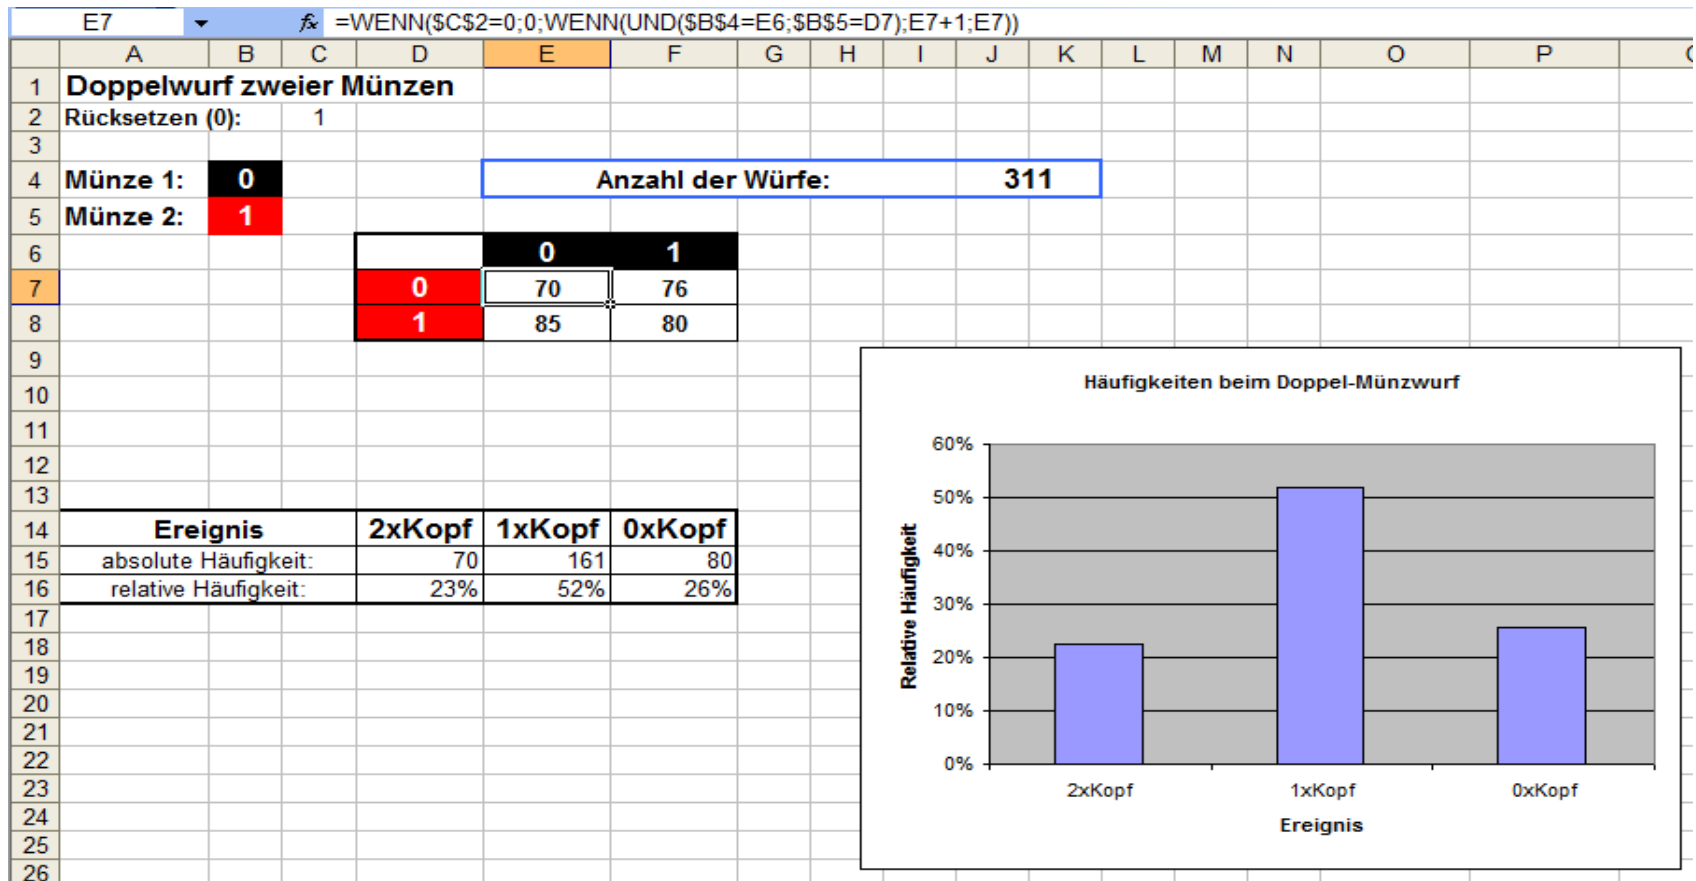 E7 fx =WENN($C$2=0;0;WENN(UND($B$4=E6;$B$5=D7);E7+1;E7))
A B C D E F G H I J K L M N O P
1 Doppelwurf zweier Münzen
2 Rücksetzen (0): 1
3
4 Münze 1: 0 Anzahl der Würfe: 311
5 Münze 2: 1
6 0 1
7 0 70 76
8 1 85 80
9
10
11
12
13
14 Ereignis 2xKopf 1xKopf 0xKopf
15 absolute Häufigkeit: 70 161 80
16 relative Häufigkeit: 23% 52% 26%
17
18
19
20
21
22
23
24
25
26
Häufigkeiten beim Doppel-Münzwurf
Relative Häufigkeit
60%
50%
40%
30%
20%
10%
0%
2xKopf 1xKopf 0xKopf
Ereignis